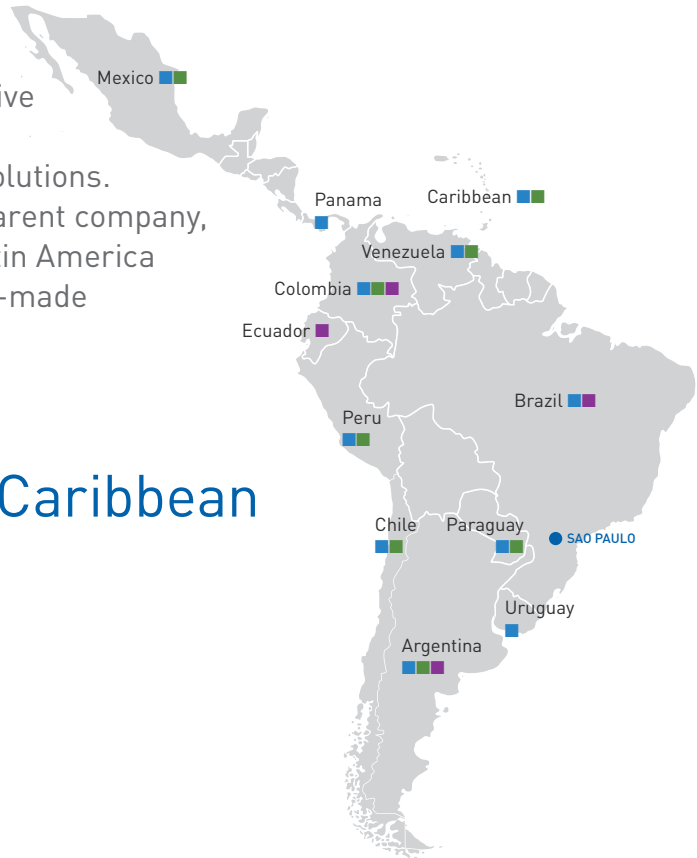 ive
olutions.
arent company,
tin America
-made
Caribbean
Mexico
Panama
Caribbean
Venezuela
Colombia
Ecuador
Brazil
Peru
Chile
Paraguay
SAO PAULO
Uruguay
Argentina